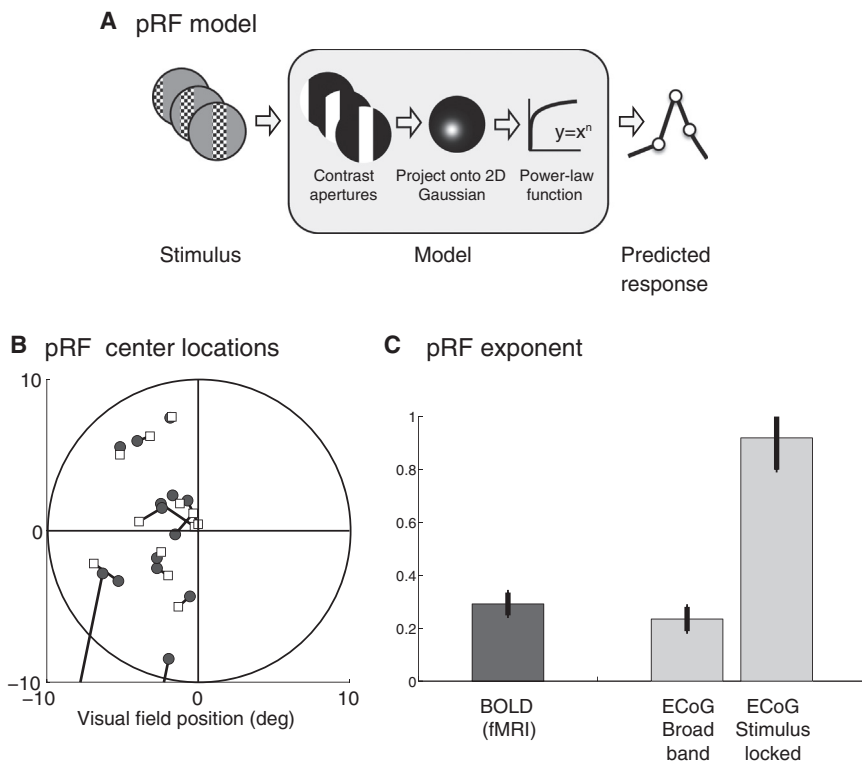 A pRF model
y=xⁿ
Contrast apertures
Project onto 2D Gaussian
Power-law function
Stimulus
Model
Predicted response
B pRF center locations
10
0
−10
−10
0
10
Visual field position (deg)
C pRF exponent
1
0.8
0.6
0.4
0.2
0
BOLD (fMRI)
ECoG Broad band
ECoG Stimulus locked